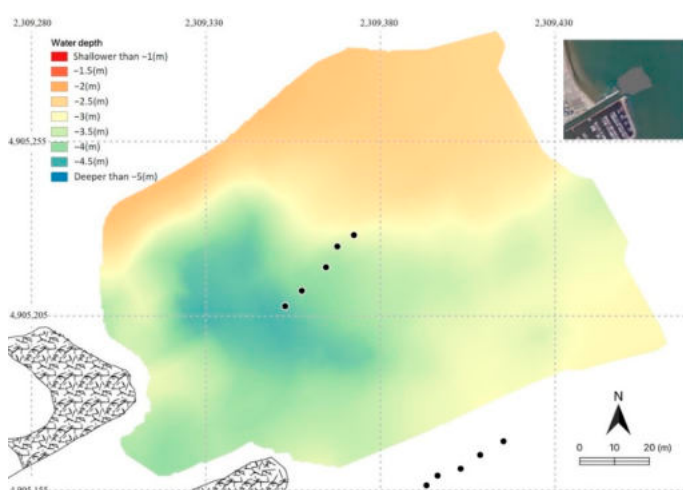 2,309,280
2,309,330
2,309,380
2,309,430
Water depth
Shallower than −1(m)
−1.5(m)
−2(m)
−2.5(m)
−3(m)
−3.5(m)
−4(m)
−4.5(m)
Deeper than −5(m)
4,905,255
4,905,205
4,905,155
N
0 10 20 (m)